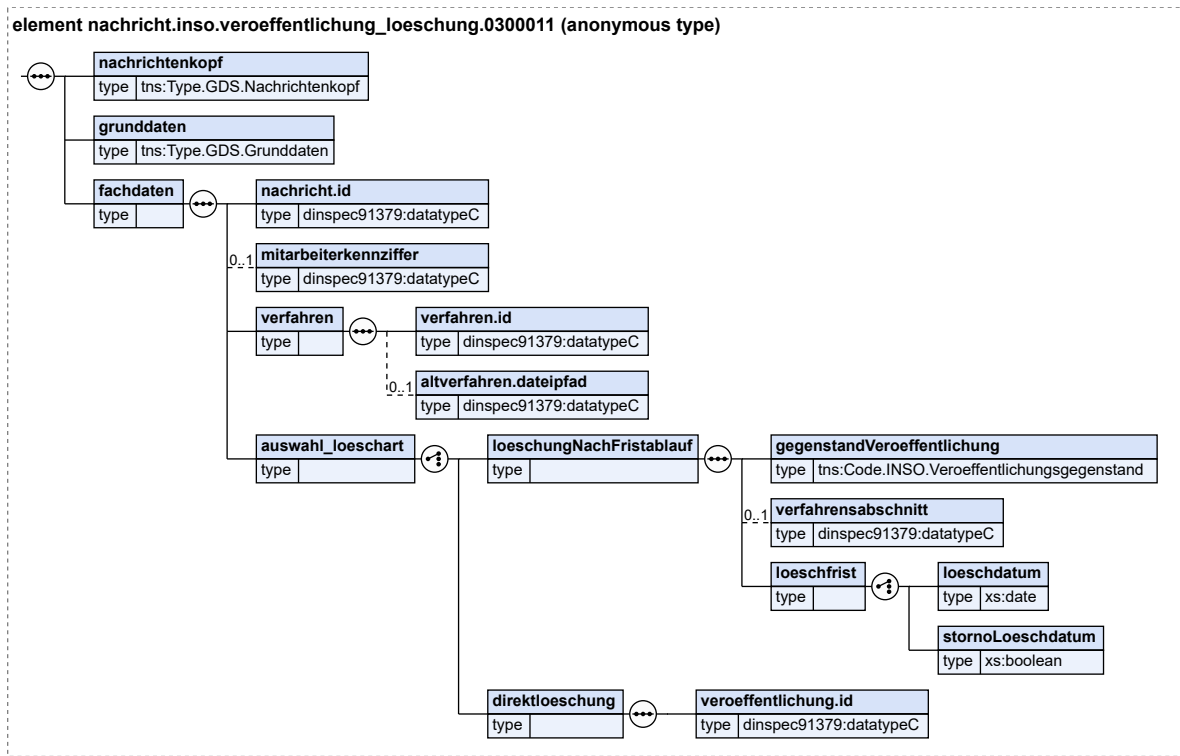 element nachricht.inso.veroeffentlichung_loeschung.0300011 (anonymous type)
nachrichtenkopf
type tns:Type.GDS.Nachrichtenkopf
grunddaten
type tns:Type.GDS.Grunddaten
fachdaten
type
nachricht.id
type dinspec91379:datatypeC
0..1
mitarbeiterkennziffer
type dinspec91379:datatypeC
verfahren
type
verfahren.id
type dinspec91379:datatypeC
0..1
altverfahren.dateipfad
type dinspec91379:datatypeC
auswahl_loeschart
type
loeschungNachFristablauf
type
gegenstandVeroeffentlichung
type tns:Code.INSO.Veroeffentlichungsgegenstand
0..1
verfahrensabschnitt
type dinspec91379:datatypeC
loeschfrist
type
loeschdatum
type xs:date
stornoLoeschdatum
type xs:boolean
direktloeschung
type
veroeffentlichung.id
type dinspec91379:datatypeC